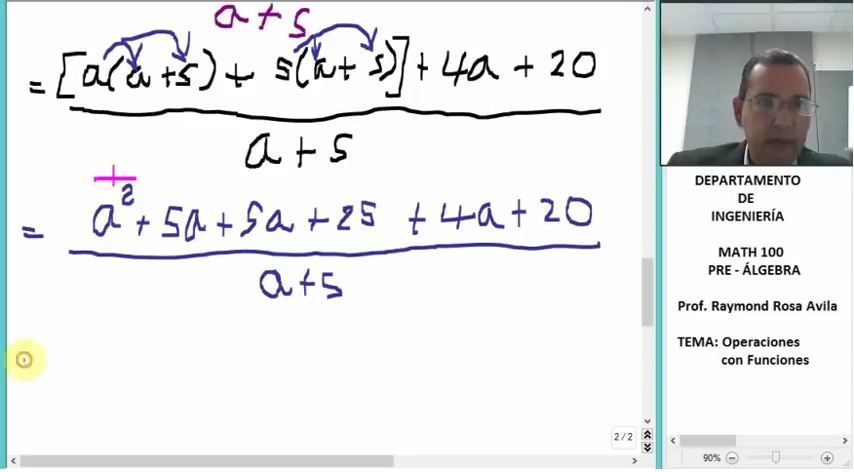 a + 5
= [a(a + 5) + 5(a + 5)] + 4a + 20
a + 5
+
= a² + 5a + 5a + 25 + 4a + 20
a + 5
2 / 2
90%
DEPARTAMENTO
DE
INGENIERÍA
MATH 100
PRE - ÁLGEBRA
Prof. Raymond Rosa Avila
TEMA: Operaciones
con Funciones